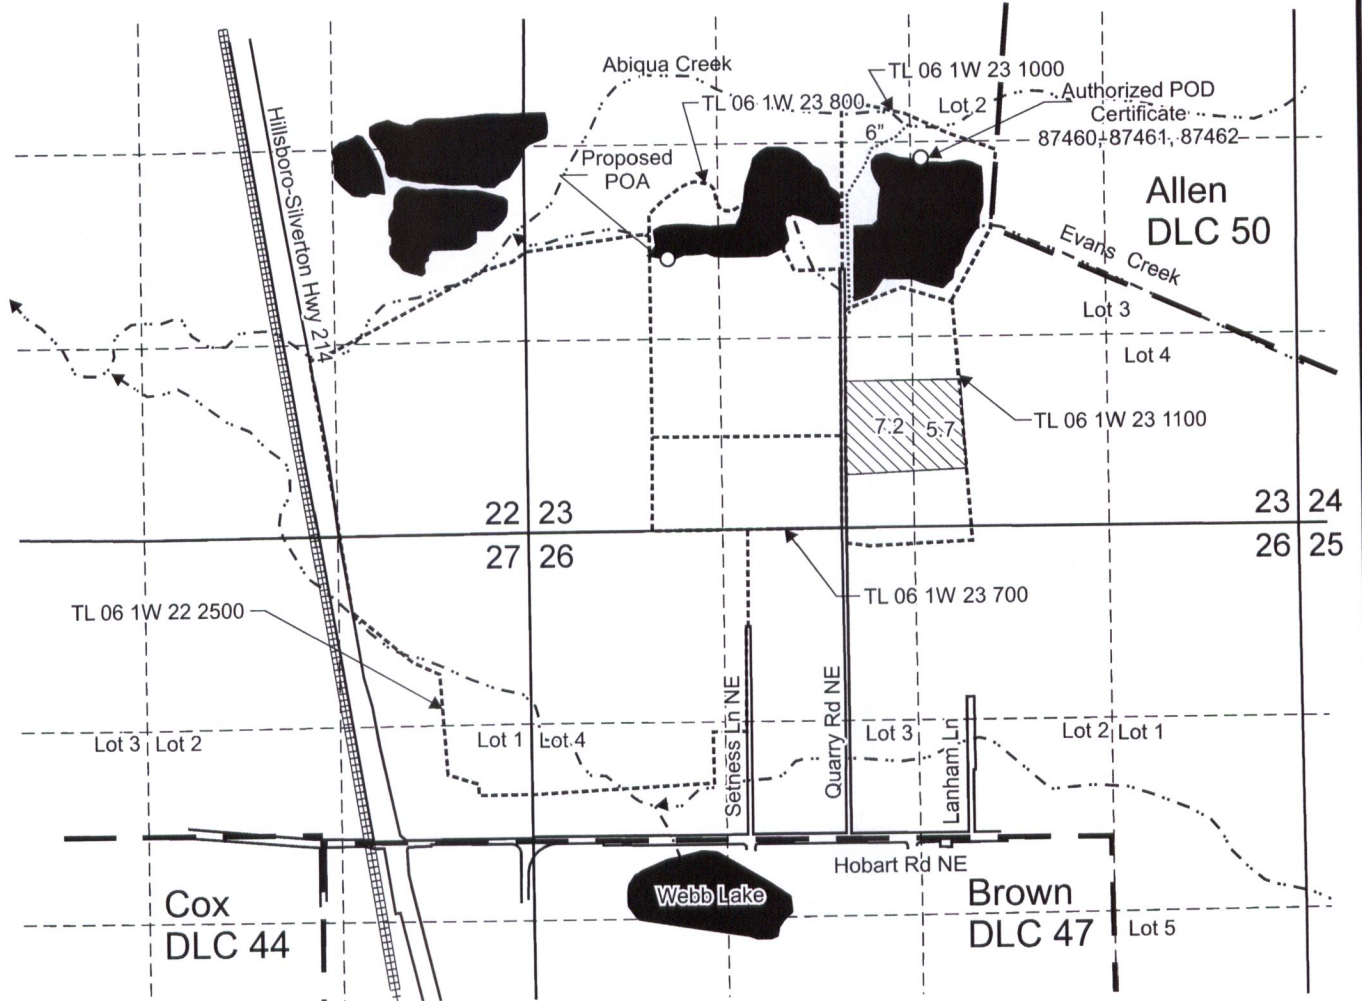 Abiqua Creek
TL 06 1W 23 1000
TL 06 1W 23 800
Lot 2
Authorized POD
Certificate
87460, 87461, 87462
6"
Hillsboro-Silverton Hwy 214
Proposed
POA
Allen
DLC 50
Evans Creek
Lot 3
Lot 4
7.2
5.7
TL 06 1W 23 1100
22 23
27 26
23 24
26 25
TL 06 1W 22 2500
TL 06 1W 23 700
Setness Ln NE
Quarry Rd NE
Lanham Ln
Lot 3 Lot 2
Lot 1 Lot 4
Lot 3
Lot 2 Lot 1
Hobart Rd NE
Webb Lake
Cox
DLC 44
Brown
DLC 47
Lot 5